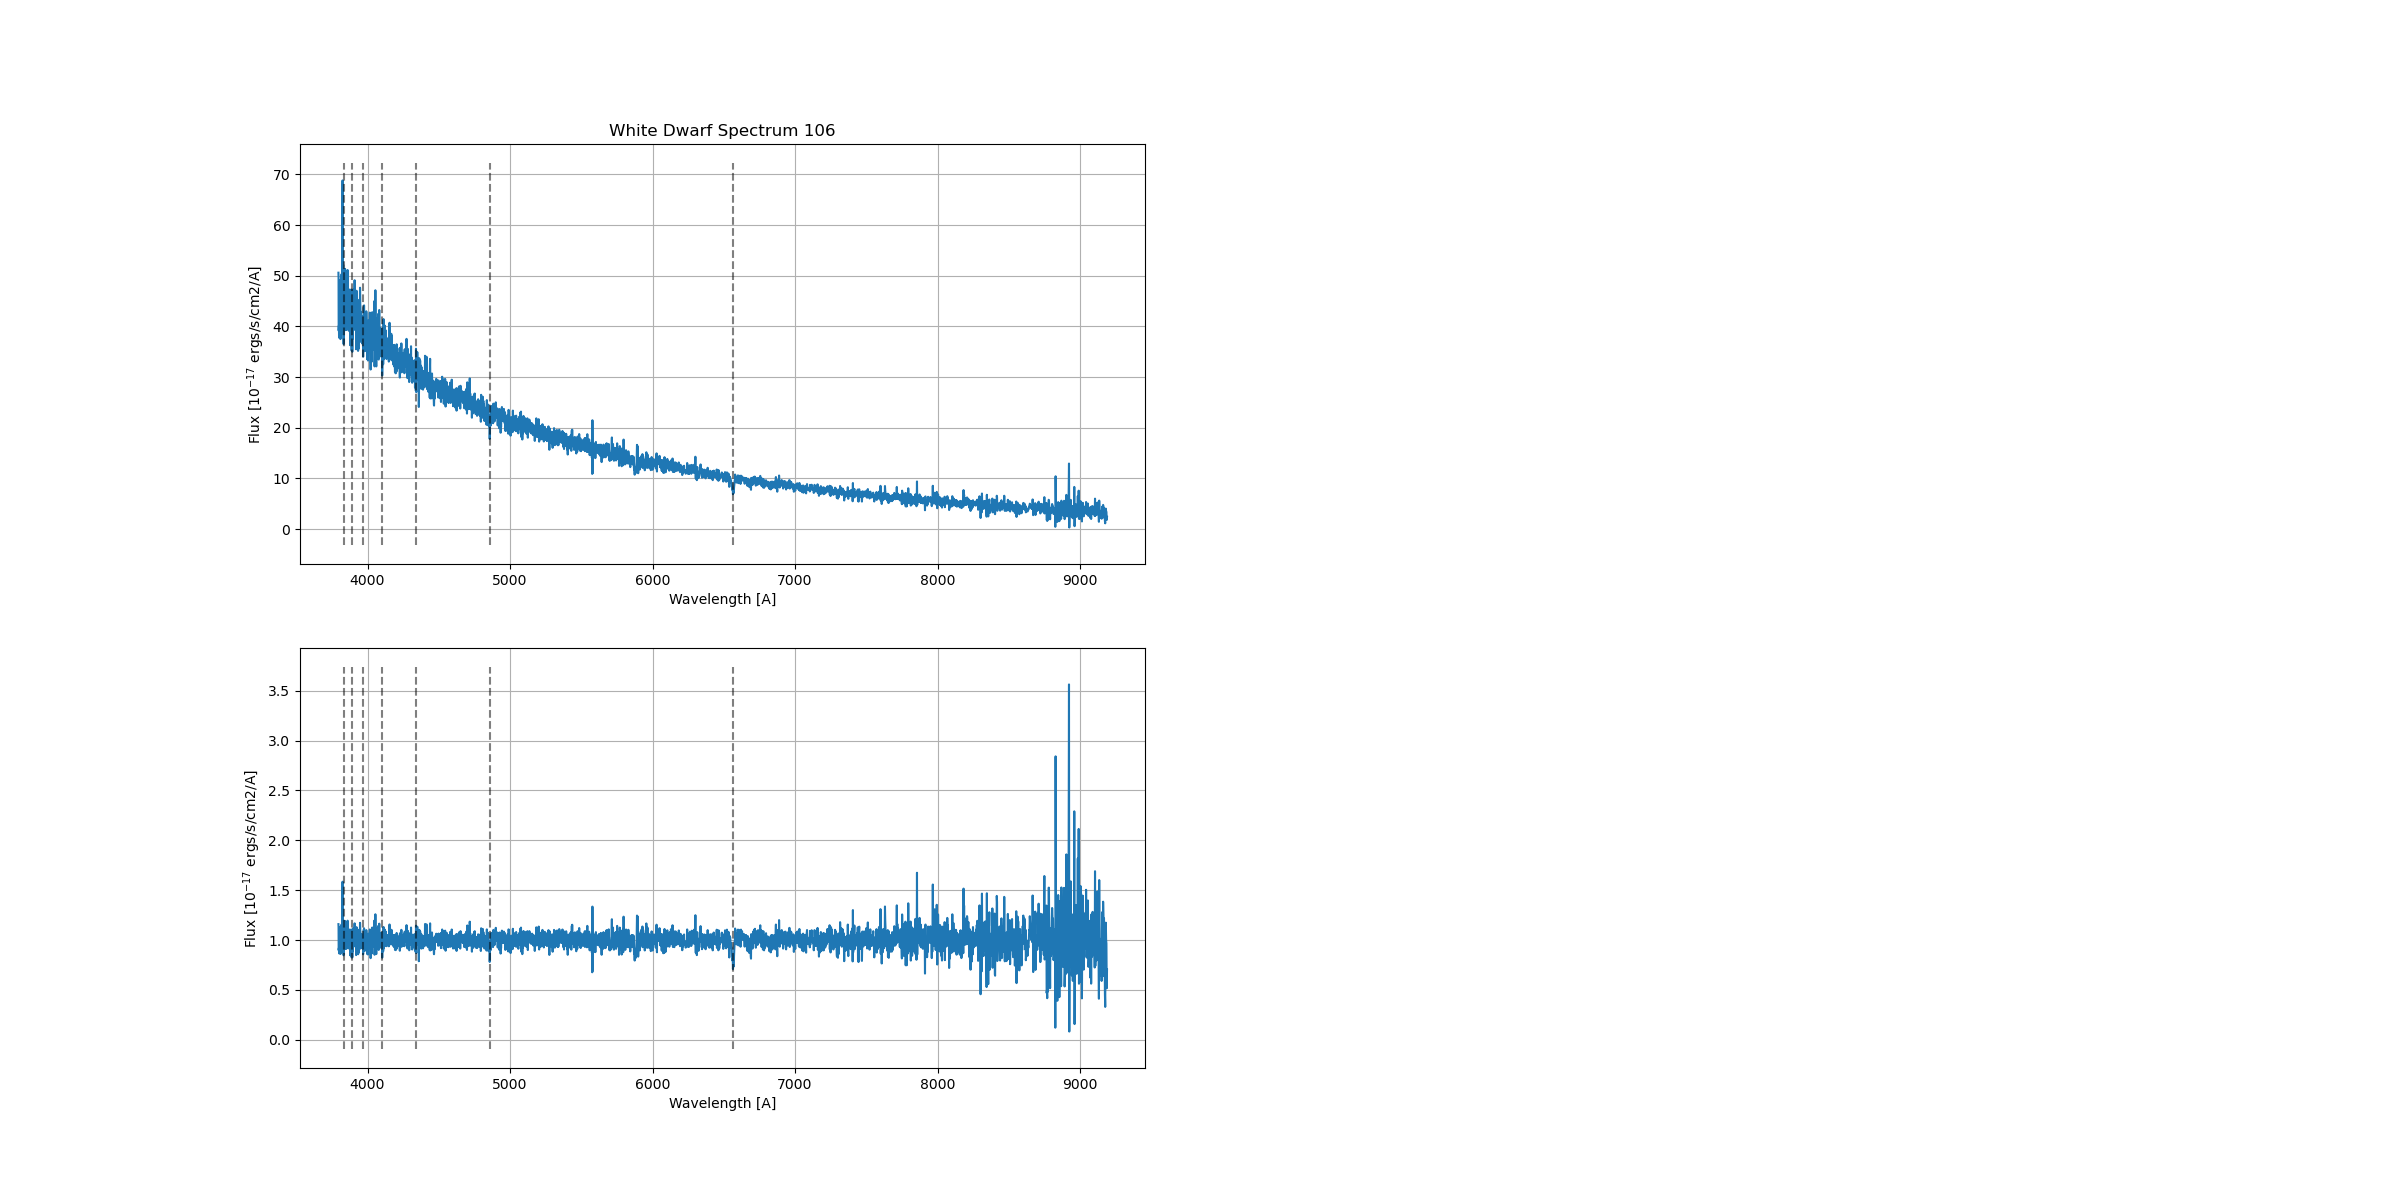 White Dwarf Spectrum 106
Flux [10⁻¹⁷ ergs/s/cm2/A]
70
60
50
40
30
20
10
0
4000 5000 6000 7000 8000 9000
Wavelength [A]
Flux [10⁻¹⁷ ergs/s/cm2/A]
3.5
3.0
2.5
2.0
1.5
1.0
0.5
0.0
4000 5000 6000 7000 8000 9000
Wavelength [A]